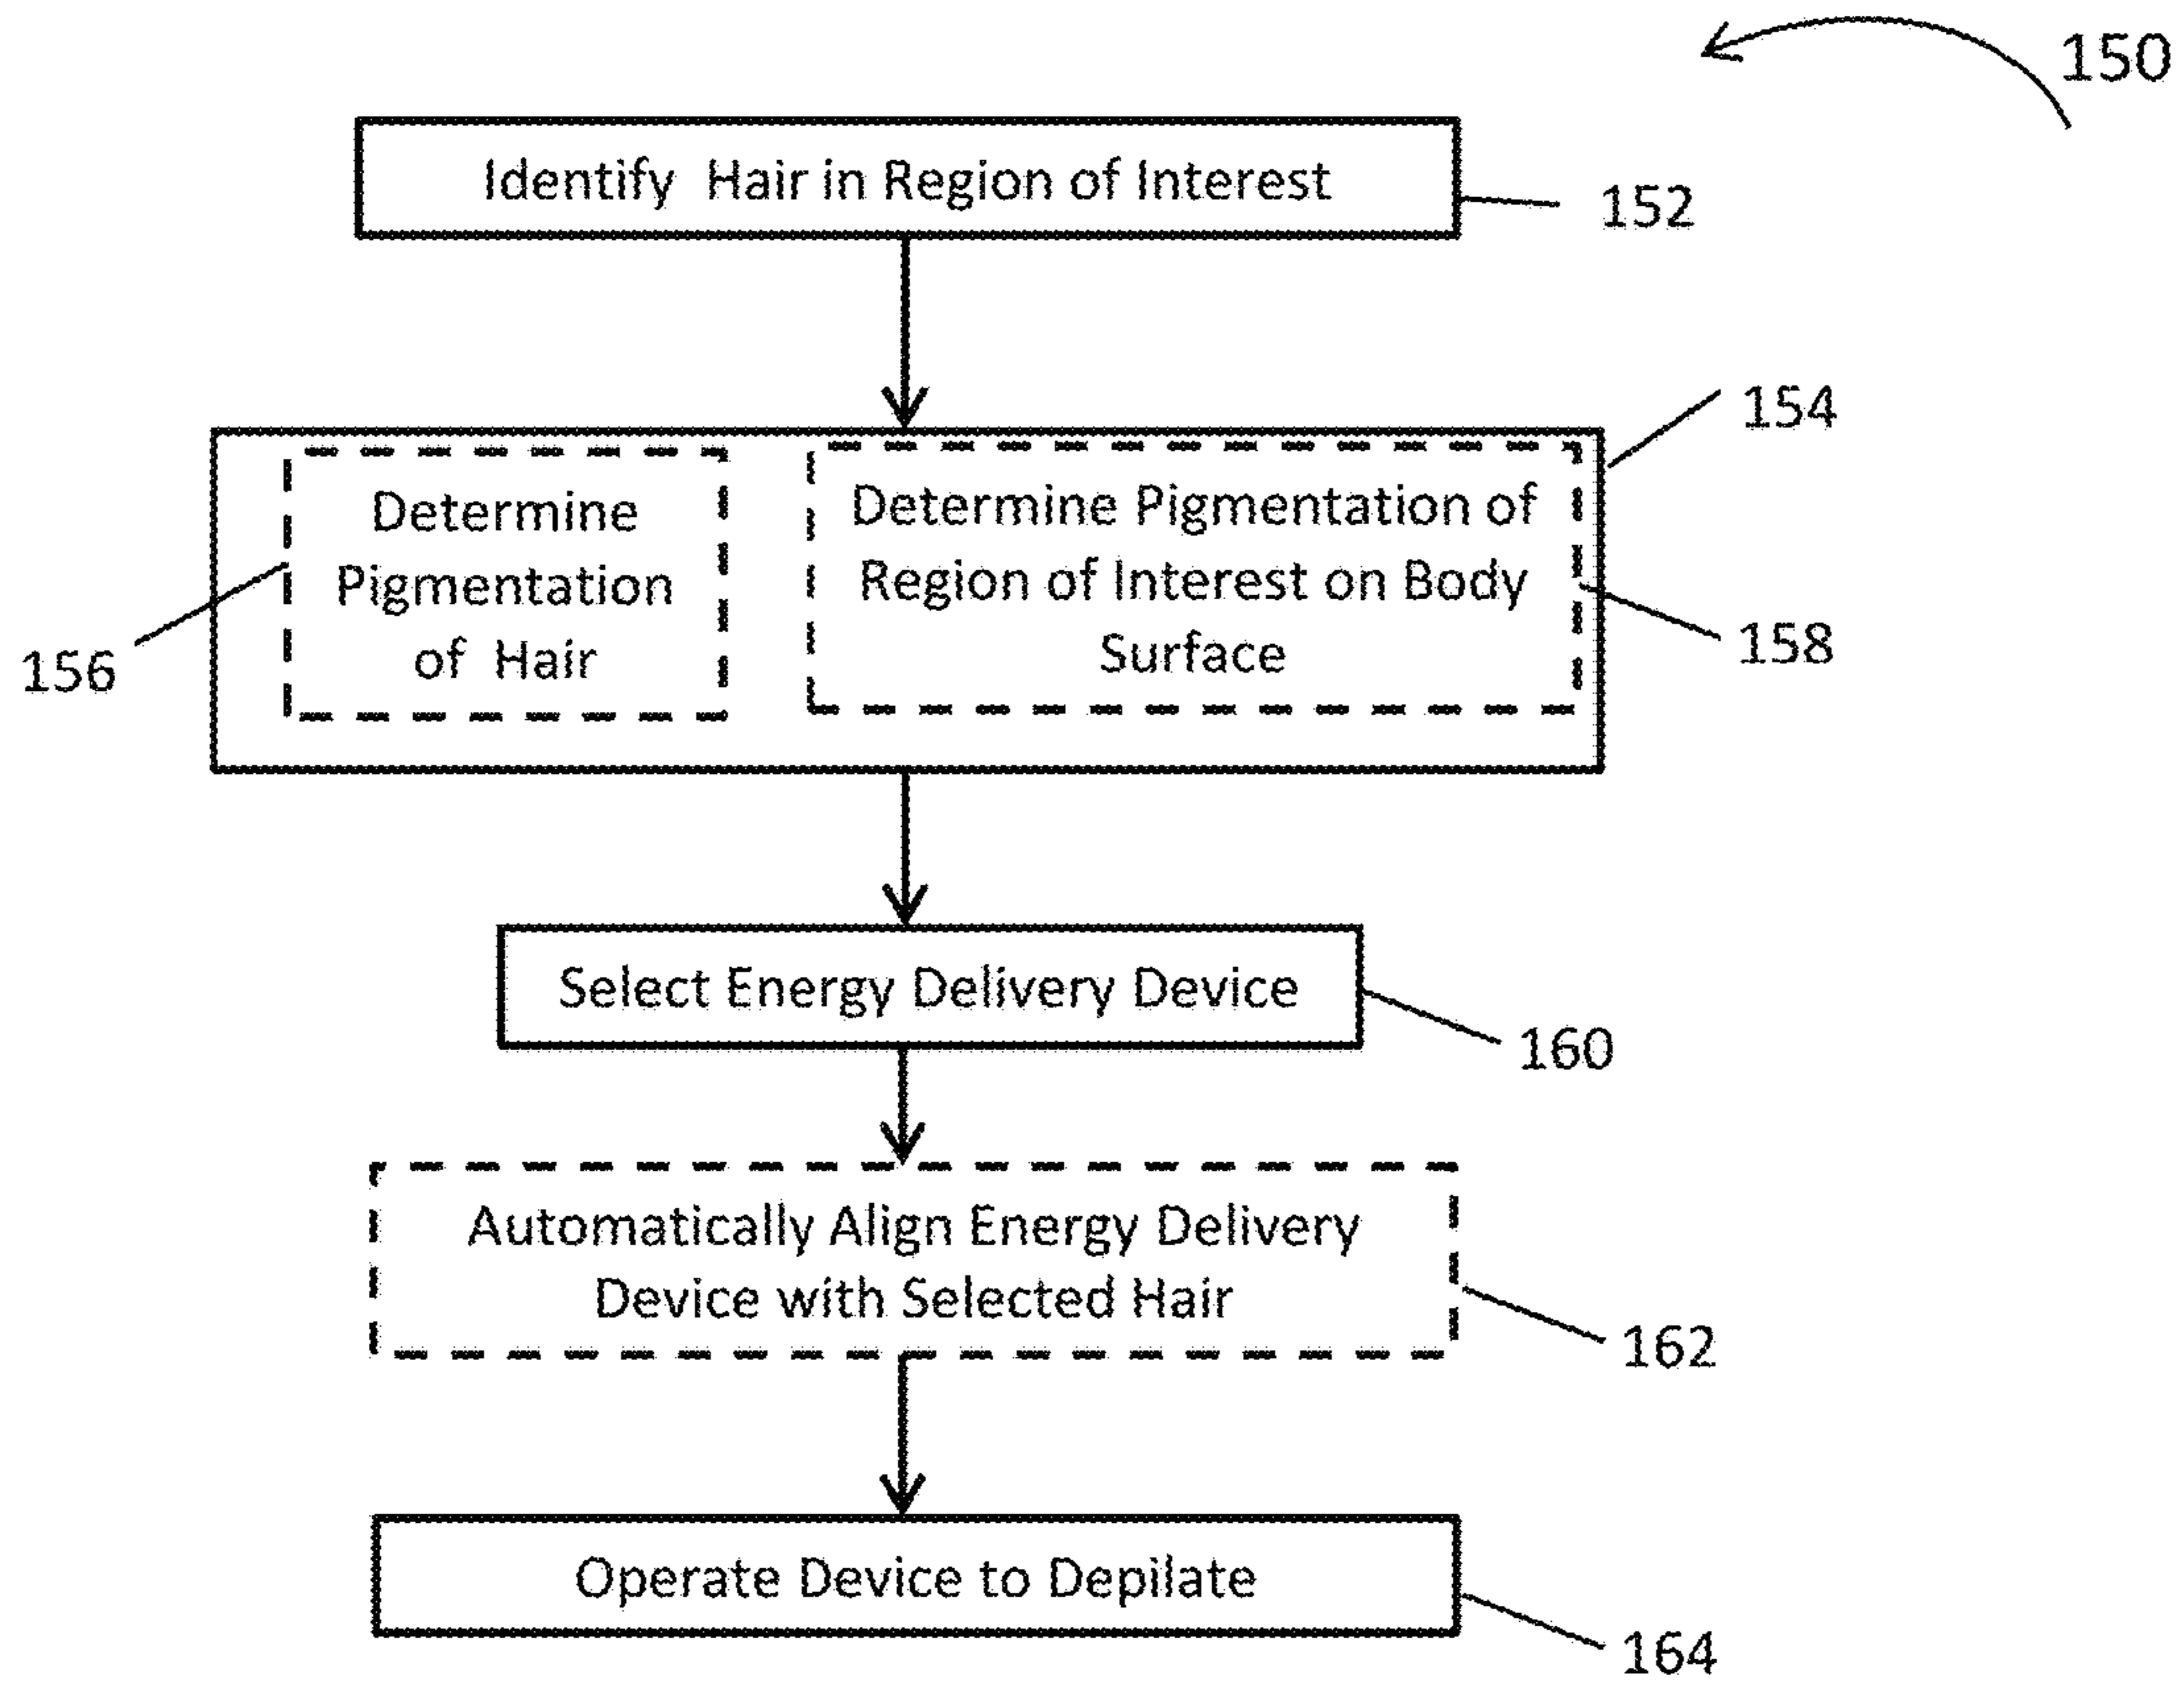 150
Identify Hair in Region of Interest
152
154
Determine
Pigmentation
of Hair
156
Determine Pigmentation of
Region of Interest on Body
Surface
158
Select Energy Delivery Device
160
Automatically Align Energy Delivery
Device with Selected Hair
162
Operate Device to Depilate
164